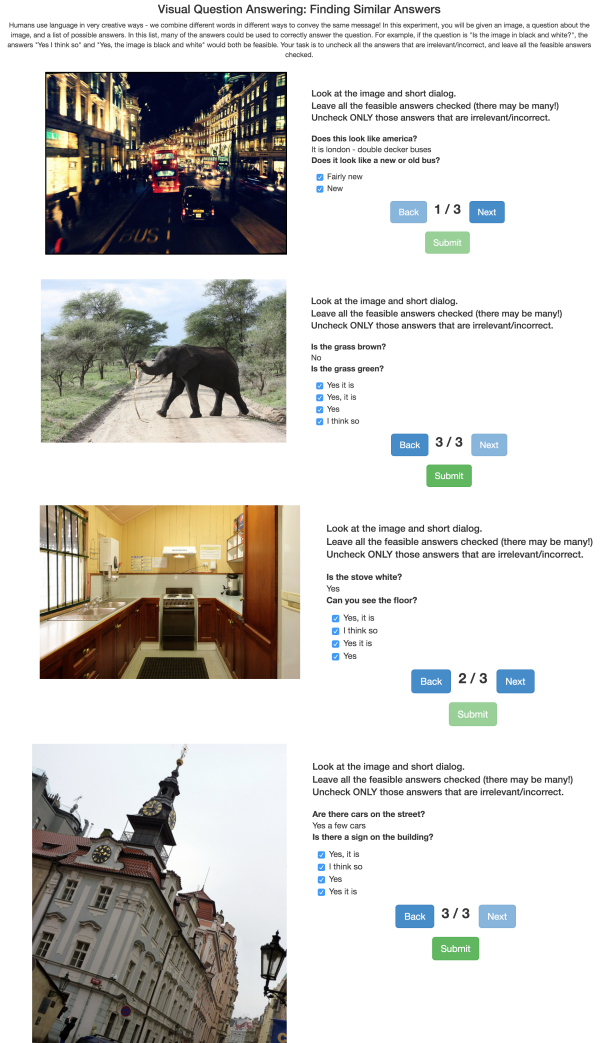 Visual Question Answering: Finding Similar Answers
Humans use language in very creative ways - we combine different words in different ways to convey the same message! In this experiment, you will be given an image, a question about the
image, and a list of possible answers. In this list, many of the answers could be used to correctly answer the question. For example, if the question is "Is the image in black and white?", the
answers "Yes I think so" and "Yes, the image is black and white" would both be feasible. Your task is to uncheck all the answers that are irrelevant/incorrect, and leave all the feasible answers
checked.
BUS
Look at the image and short dialog.
Leave all the feasible answers checked (there may be many!)
Uncheck ONLY those answers that are irrelevant/incorrect.
Does this look like america?
It is london - double decker buses
Does it look like a new or old bus?
Fairly new
New
Back 1 / 3 Next
Submit
Look at the image and short dialog.
Leave all the feasible answers checked (there may be many!)
Uncheck ONLY those answers that are irrelevant/incorrect.
Is the grass brown?
No
Is the grass green?
Yes it is
Yes, it is
Yes
I think so
Back 3 / 3 Next
Submit
Look at the image and short dialog.
Leave all the feasible answers checked (there may be many!)
Uncheck ONLY those answers that are irrelevant/incorrect.
Is the stove white?
Yes
Can you see the floor?
Yes, it is
I think so
Yes it is
Yes
Back 2 / 3 Next
Submit
Look at the image and short dialog.
Leave all the feasible answers checked (there may be many!)
Uncheck ONLY those answers that are irrelevant/incorrect.
Are there cars on the street?
Yes a few cars
Is there a sign on the building?
Yes, it is
I think so
Yes
Yes it is
Back 3 / 3 Next
Submit